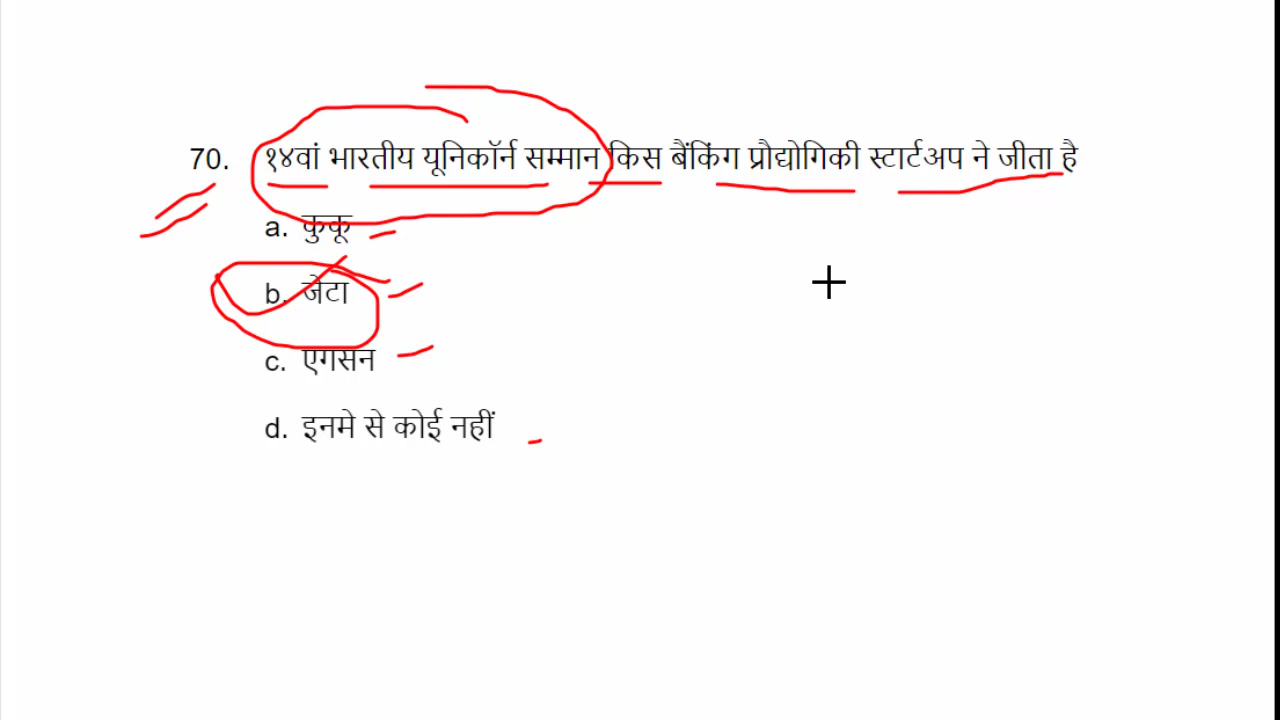 70. १४वां भारतीय यूनिकॉर्न सम्मान किस बैंकिंग प्रौद्योगिकी स्टार्टअप ने जीता है
a. कुकू
b. जेटा
c. एगसन
d. इनमे से कोई नहीं